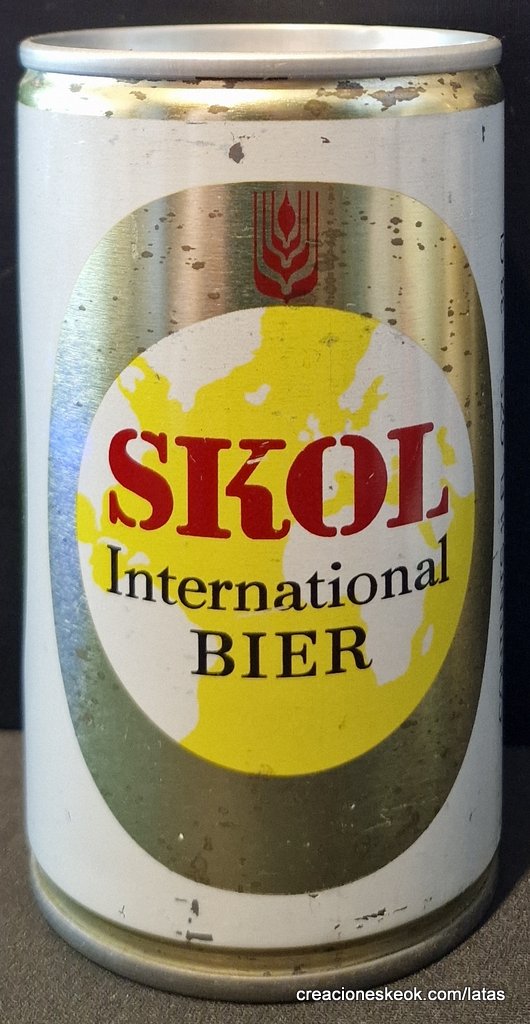 SKOL
International
BIER
creacioneskeok.com/latas